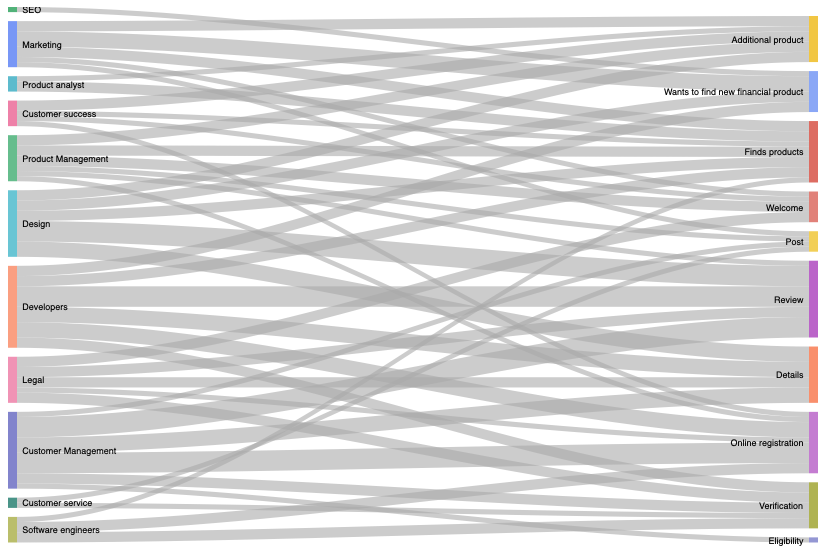 SEO
Marketing
Product analyst
Customer success
Product Management
Design
Developers
Legal
Customer Management
Customer service
Software engineers
Additional product
Wants to find new financial product
Finds products
Welcome
Post
Review
Details
Online registration
Verification
Eligibility